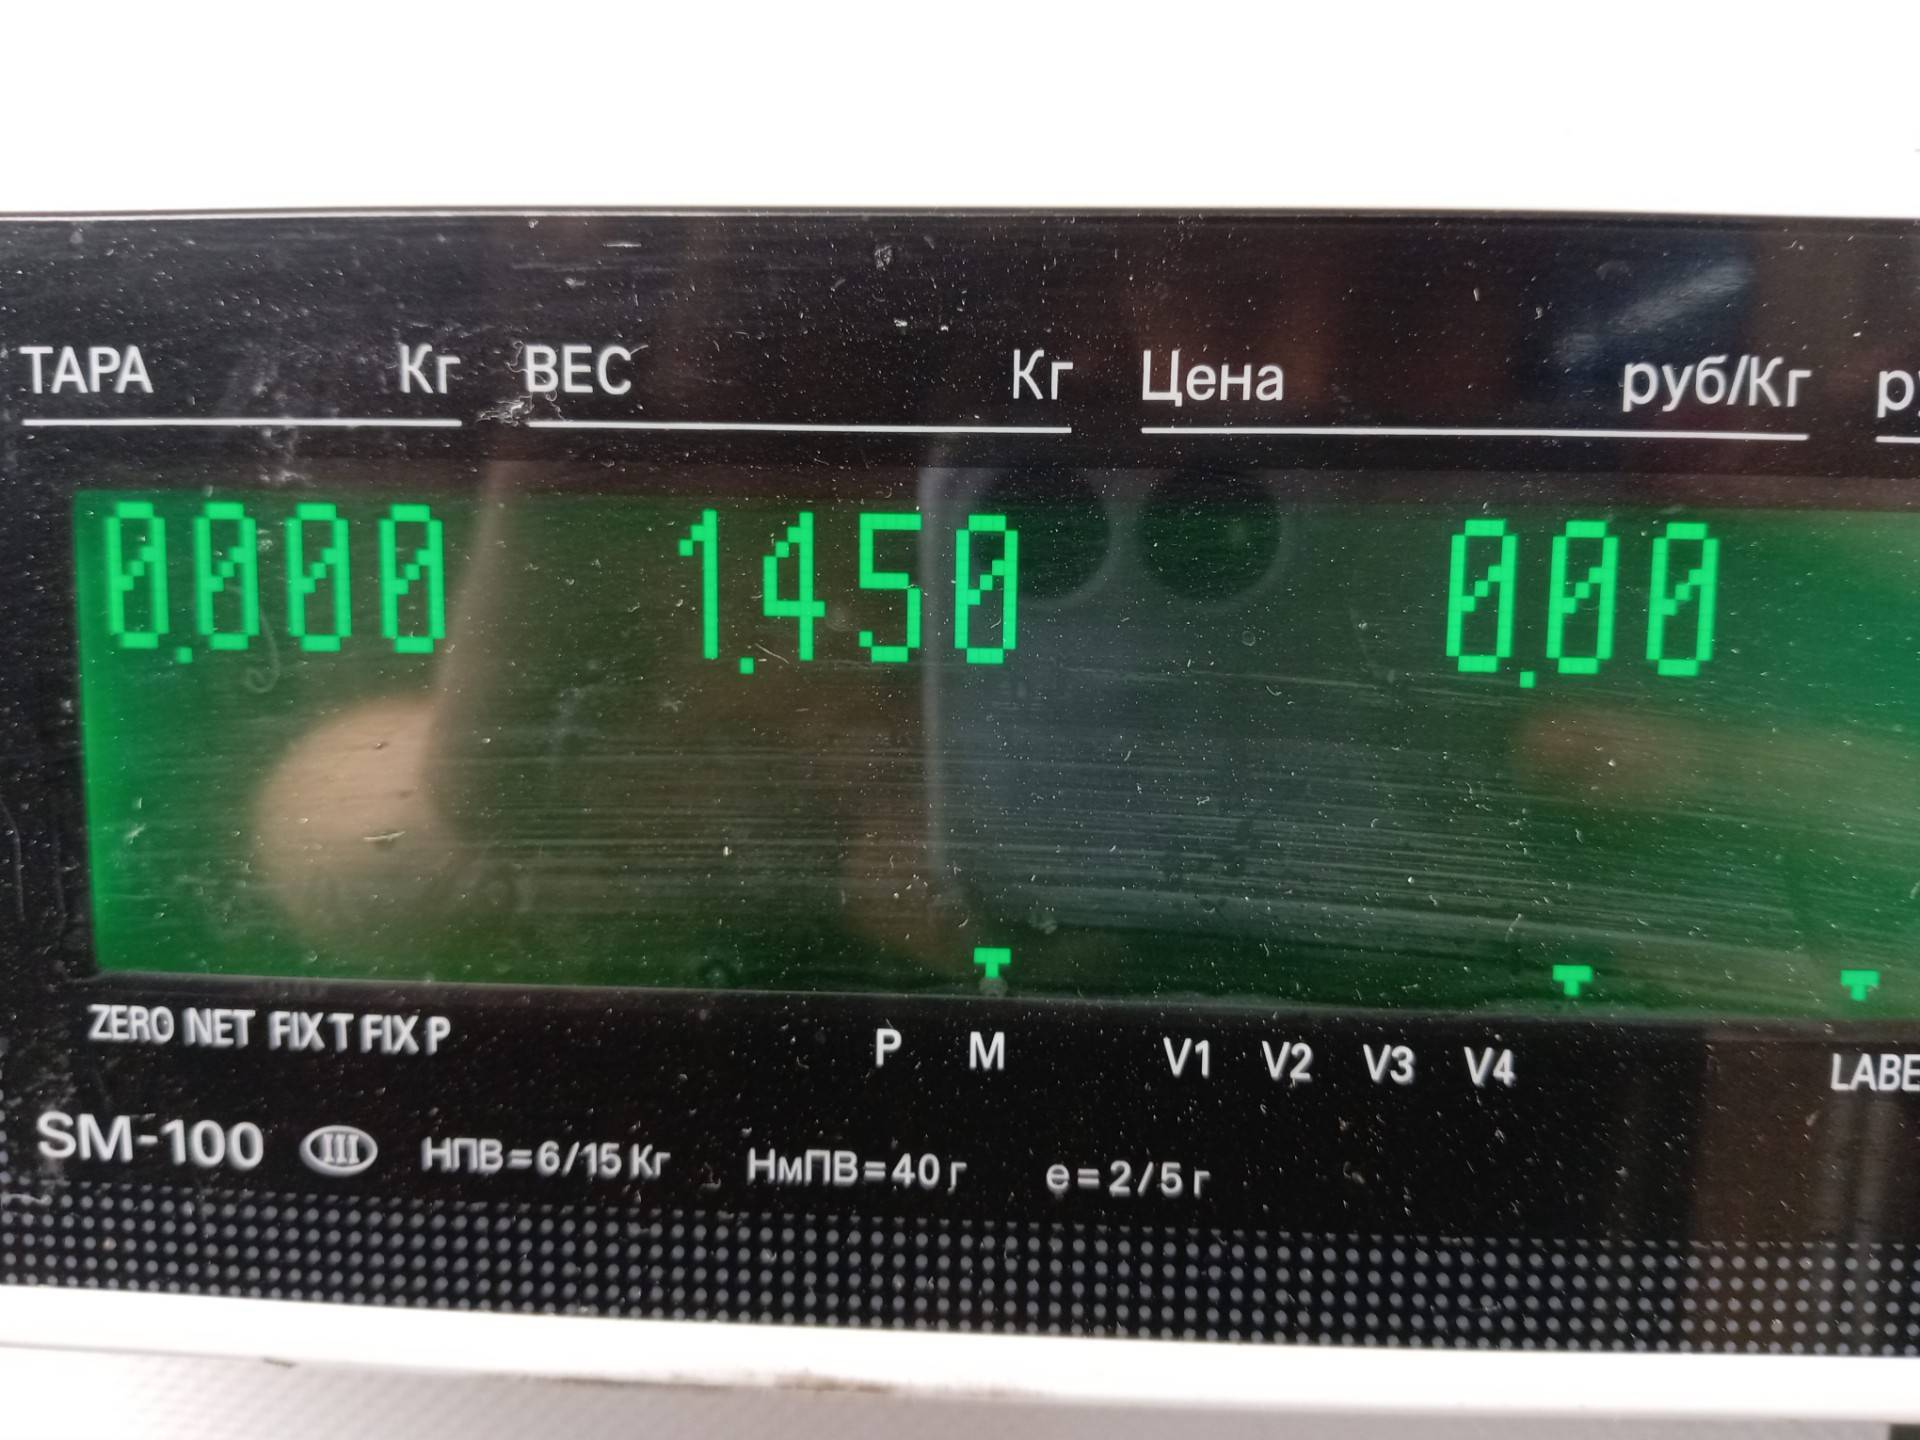 ТАРА Кг ВЕС Кг Цена руб/Кг
0.000 1.450 0.00
ZERO NET FIX T FIX P P M V1 V2 V3 V4
SM-100 III НПВ=6/15 Кг НмПВ=40 г e=2/5 г